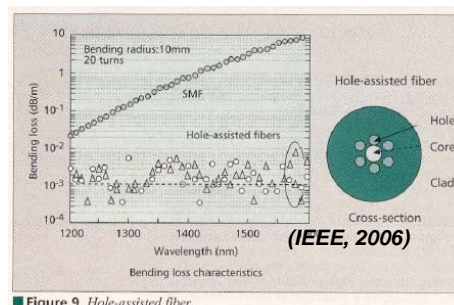 10
Bending radius:10mm
20 turns
1
SMF
Hole-assisted fiber
10-1
Hole
10-2
Hole-assisted fibers
Core
10-3
Clad
10-4
Cross-section
1200
1300
1400
1500
(IEEE, 2006)
Wavelength (nm)
Bending loss (dB/m)
Bending loss characteristics
Figure 9 Hole-assisted fiber